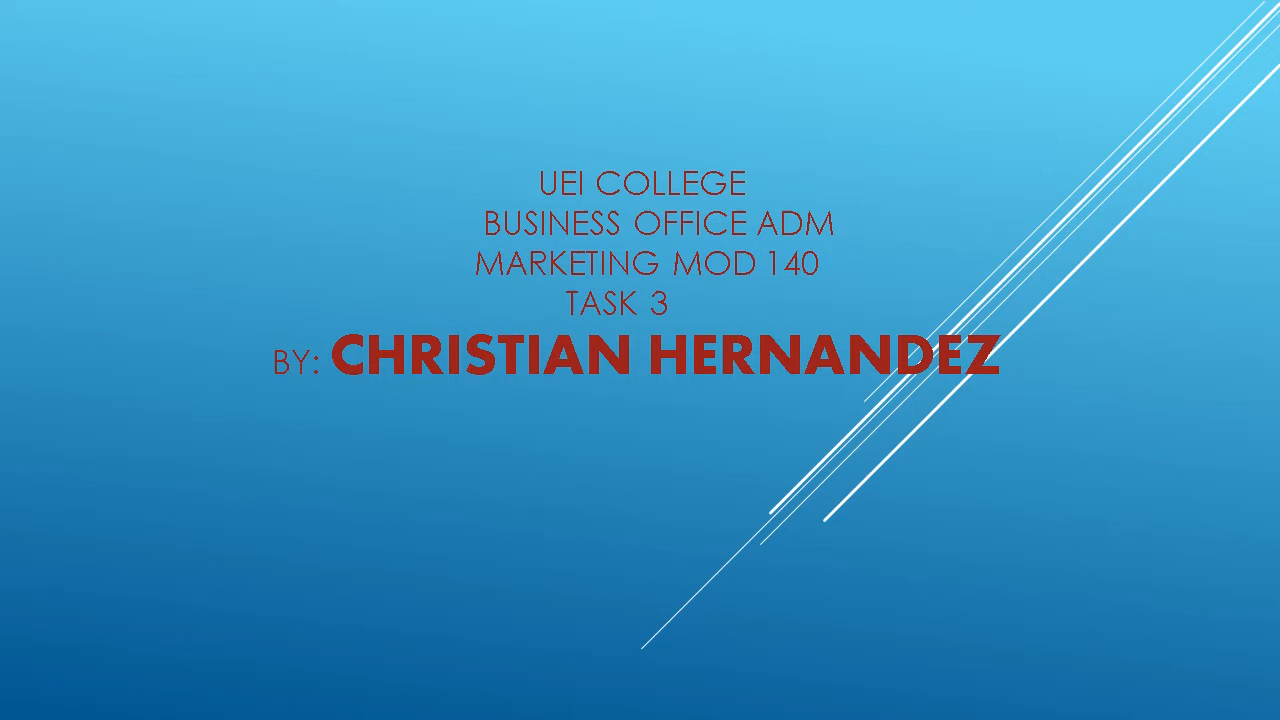 UEI COLLEGE
BUSINESS OFFICE ADM
MARKETING MOD 140
TASK 3
BY: CHRISTIAN HERNANDEZ